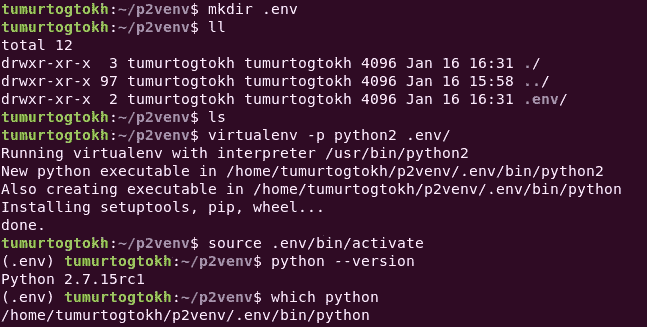 tumurtogtokh:~/p2venv$ mkdir .env
tumurtogtokh:~/p2venv$ ll
total 12
drwxr-xr-x  3 tumurtogtokh tumurtogtokh 4096 Jan 16 16:31 ./
drwxr-xr-x 97 tumurtogtokh tumurtogtokh 4096 Jan 16 15:58 ../
drwxr-xr-x  2 tumurtogtokh tumurtogtokh 4096 Jan 16 16:31 .env/
tumurtogtokh:~/p2venv$ ls
tumurtogtokh:~/p2venv$ virtualenv -p python2 .env/
Running virtualenv with interpreter /usr/bin/python2
New python executable in /home/tumurtogtokh/p2venv/.env/bin/python2
Also creating executable in /home/tumurtogtokh/p2venv/.env/bin/python
Installing setuptools, pip, wheel...
done.
tumurtogtokh:~/p2venv$ source .env/bin/activate
(.env) tumurtogtokh:~/p2venv$ python --version
Python 2.7.15rc1
(.env) tumurtogtokh:~/p2venv$ which python
/home/tumurtogtokh/p2venv/.env/bin/python